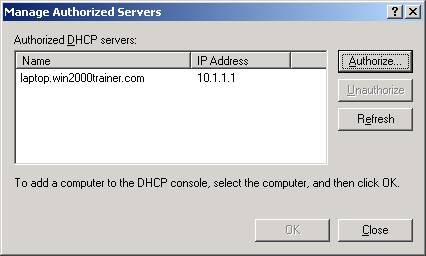 Manage Authorized Servers
Authorized DHCP servers:
Name IP Address
laptop.win2000trainer.com 10.1.1.1
Authorize...
Unauthorize
Refresh
To add a computer to the DHCP console, select the computer, and then click OK.
OK Close